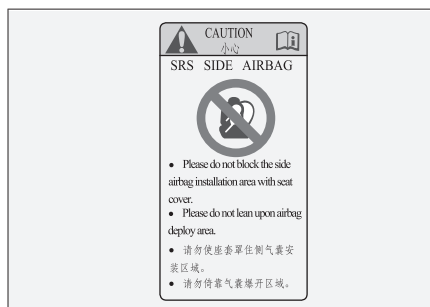 CAUTION
小心
SRS SIDE AIRBAG
• Please do not block the side
airbag installation area with seat
cover.
• Please do not lean upon airbag
deploy area.
• 请勿使座套罩住侧气囊安
装区域。
• 请勿倚靠气囊爆开区域。